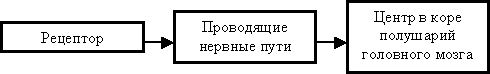 Рецептор
Проводящие
нервные пути
Центр в коре
полушарий
головного мозга